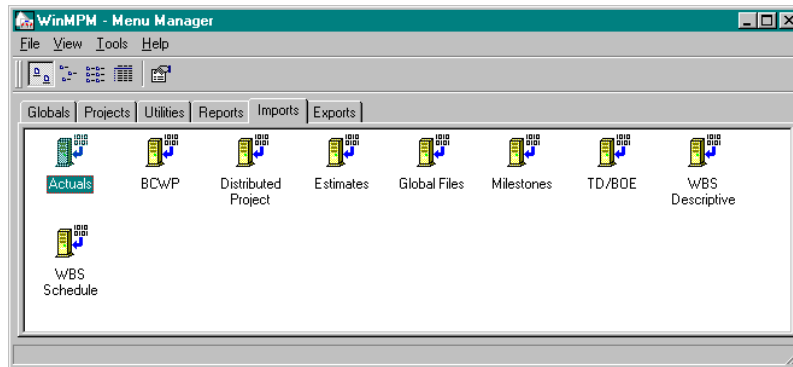 WinMPM - Menu Manager
File View Tools Help
Globals Projects Utilities Reports Imports Exports
Actuals BCWP Distributed Project Estimates Global Files Milestones TD/BOE WBS Descriptive
WBS Schedule